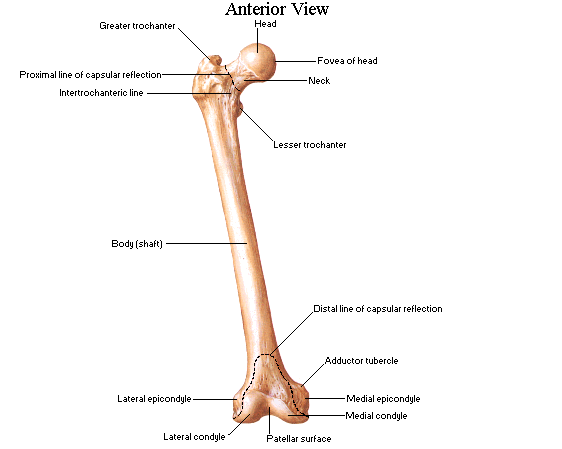 Anterior View
Head
Greater trochanter
Fovea of head
Proximal line of capsular reflection
Neck
Intertrochanteric line
Lesser trochanter
Body (shaft)
Distal line of capsular reflection
Adductor tubercle
Lateral epicondyle
Medial epicondyle
Medial condyle
Lateral condyle
Patellar surface